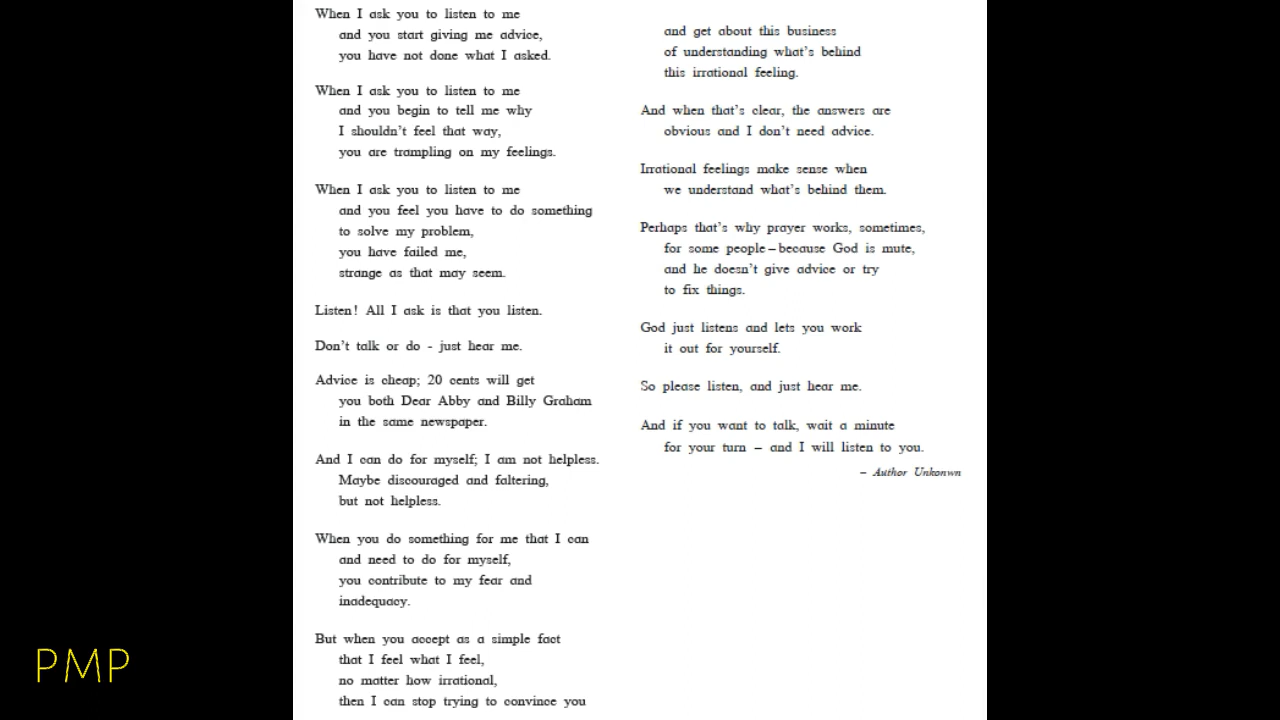 When I ask you to listen to me
and you start giving me advice,
you have not done what I asked.
When I ask you to listen to me
and you begin to tell me why
I shouldn't feel that way,
you are trampling on my feelings.
When I ask you to listen to me
and you feel you have to do something
to solve my problem,
you have failed me,
strange as that may seem.
Listen! All I ask is that you listen.
Don't talk or do - just hear me.
Advice is cheap; 20 cents will get
you both Dear Abby and Billy Graham
in the same newspaper.
And I can do for myself; I am not helpless.
Maybe discouraged and faltering,
but not helpless.
When you do something for me that I can
and need to do for myself,
you contribute to my fear and
inadequacy.
But when you accept as a simple fact
that I feel what I feel,
no matter how irrational,
then I can stop trying to convince you
and get about this business
of understanding what's behind
this irrational feeling.
And when that's clear, the answers are
obvious and I don't need advice.
Irrational feelings make sense when
we understand what's behind them.
Perhaps that's why prayer works, sometimes,
for some people – because God is mute,
and he doesn't give advice or try
to fix things.
God just listens and lets you work
it out for yourself.
So please listen, and just hear me.
And if you want to talk, wait a minute
for your turn – and I will listen to you.
– Author Unkonwn
PMP